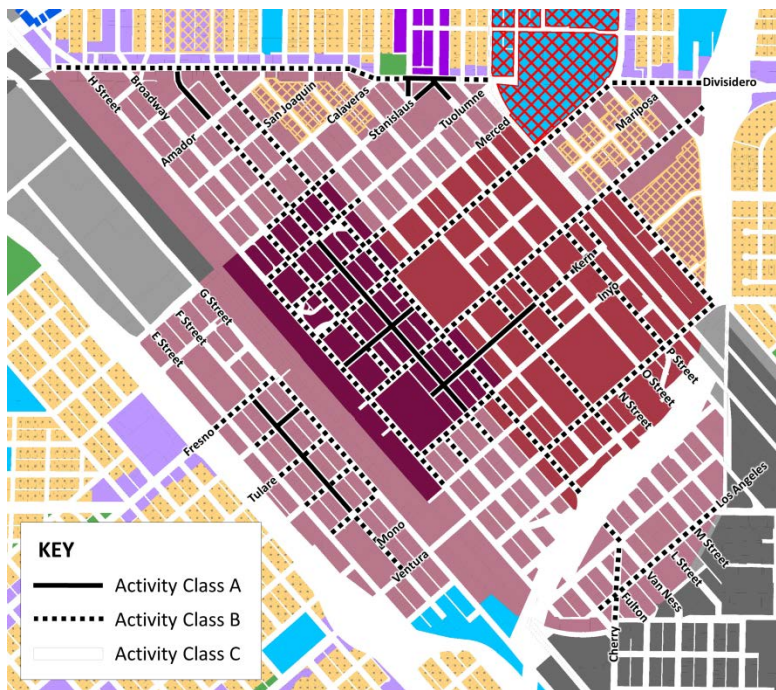 Divisidero
H Street
Broadway
Amador
San Joaquin
Calaveras
Stanislaus
Tuolumne
Merced
Mariposa
Kern
Inyo
G Street
F Street
E Street
P Street
O Street
N Street
Fresno
Tulare
Mono
Ventura
Los Angeles
M Street
L Street
Van Ness
Fulton
Cherry
KEY
Activity Class A
Activity Class B
Activity Class C